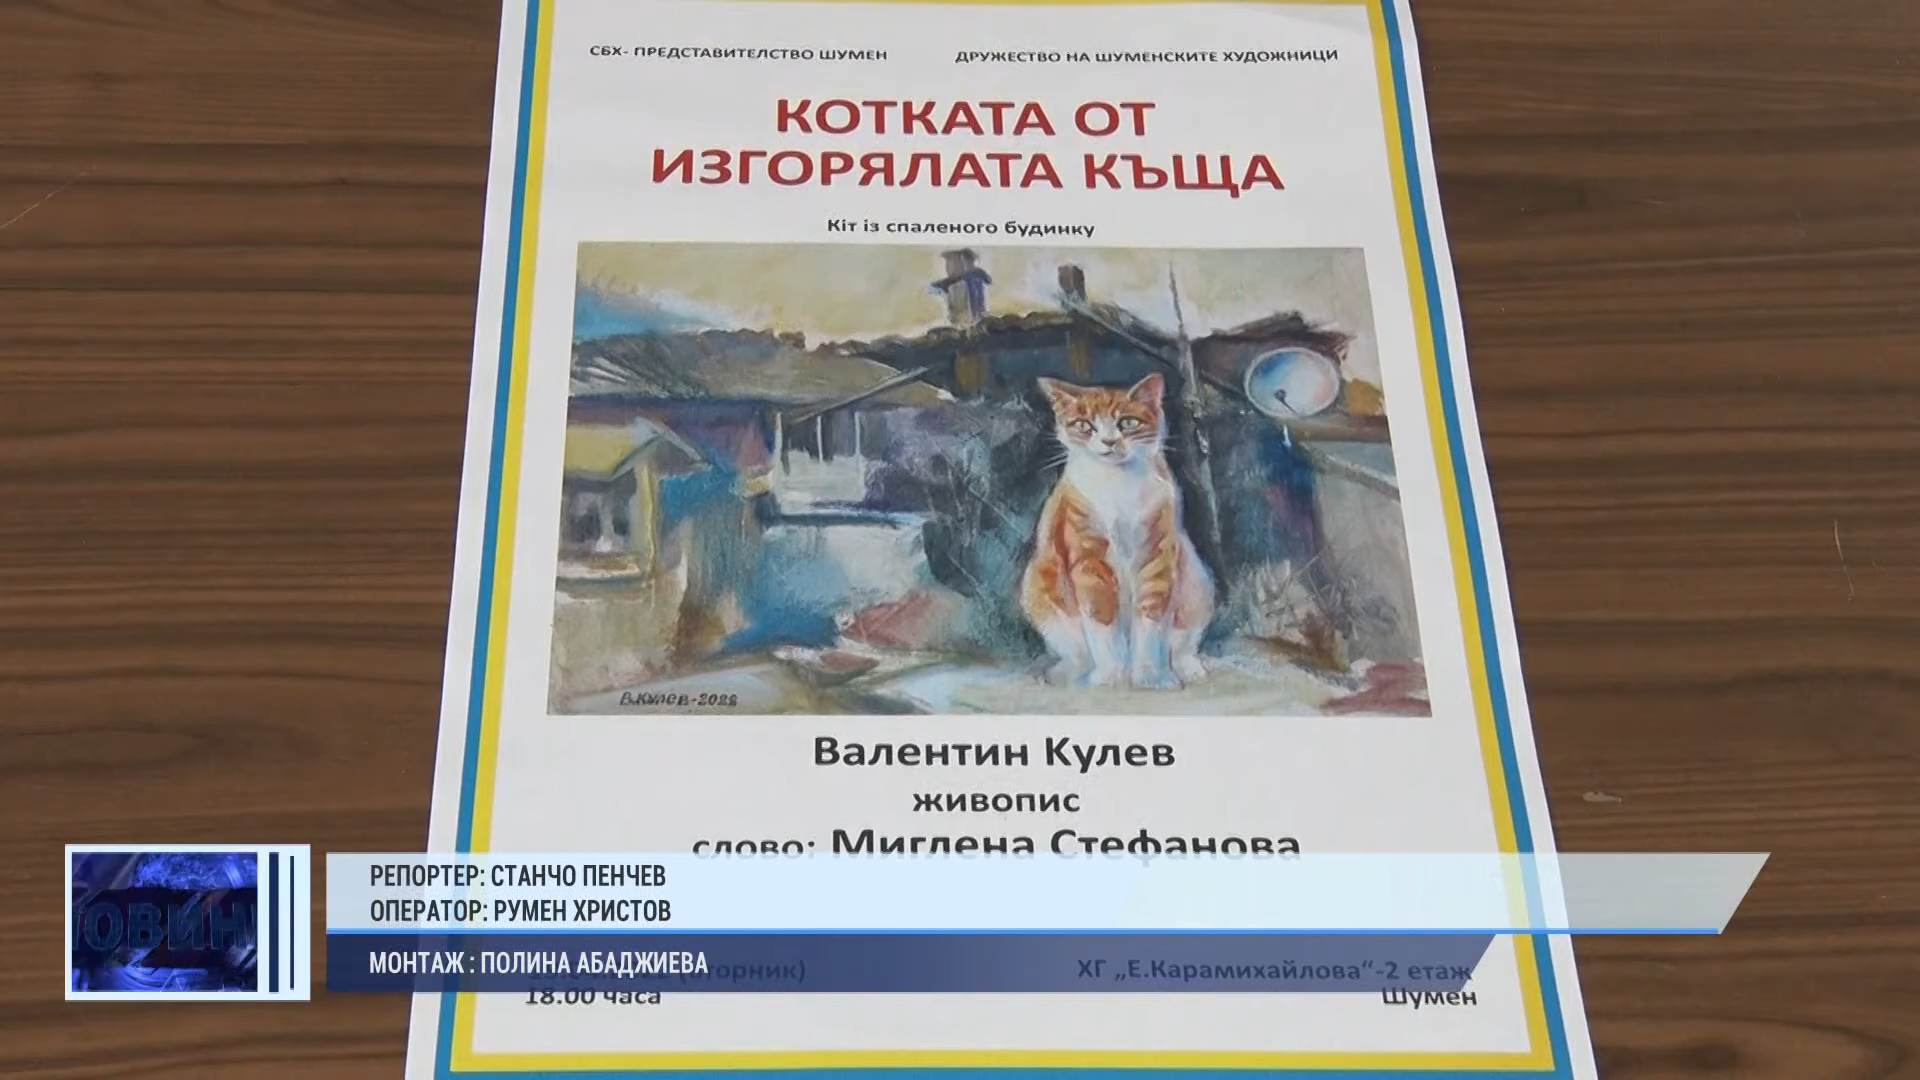 СБХ- ПРЕДСТАВИТЕЛСТВО ШУМЕН
ДРУЖЕСТВО НА ШУМЕНСКИТЕ ХУДОЖНИЦИ
КОТКАТА ОТ
ИЗГОРЯЛАТА КЪЩА
Кіт із спаленого будинку
В.Кулев-2022
Валентин Кулев
живопис
слово: Миглена Стефанова
РЕПОРТЕР: СТАНЧО ПЕНЧЕВ
ОПЕРАТОР: РУМЕН ХРИСТОВ
МОНТАЖ : ПОЛИНА АБАДЖИЕВА
(вторник)
18.00 часа
ХГ „Е.Карамихайлова“-2 етаж
Шумен